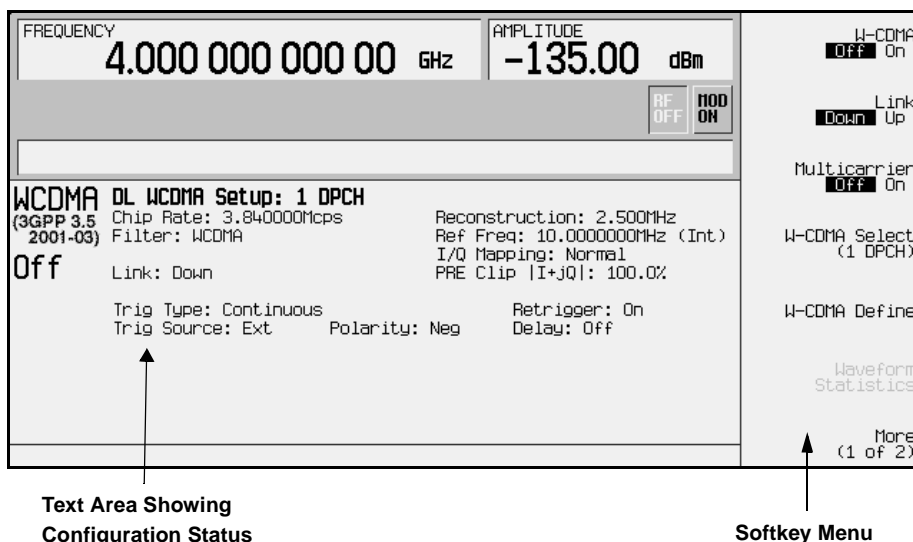 FREQUENCY
4.000 000 000 00 GHz
AMPLITUDE
-135.00 dBm
RF
OFF
MOD
ON
WCDMA
(3GPP 3.5
2001-03)
Off
DL WCDMA Setup: 1 DPCH
Chip Rate: 3.840000Mcps
Reconstruction: 2.500MHz
Filter: WCDMA
Ref Freq: 10.0000000MHz (Int)
I/Q Mapping: Normal
Link: Down
PRE Clip |I+jQ|: 100.0%
Trig Type: Continuous
Retrigger: On
Trig Source: Ext
Polarity: Neg
Delay: Off
W-CDMA
Off On
Link
Down Up
Multicarrier
Off On
W-CDMA Select
(1 DPCH)
W-CDMA Define
Waveform
Statistics
More
(1 of 2)
Text Area Showing
Configuration Status
Softkey Menu